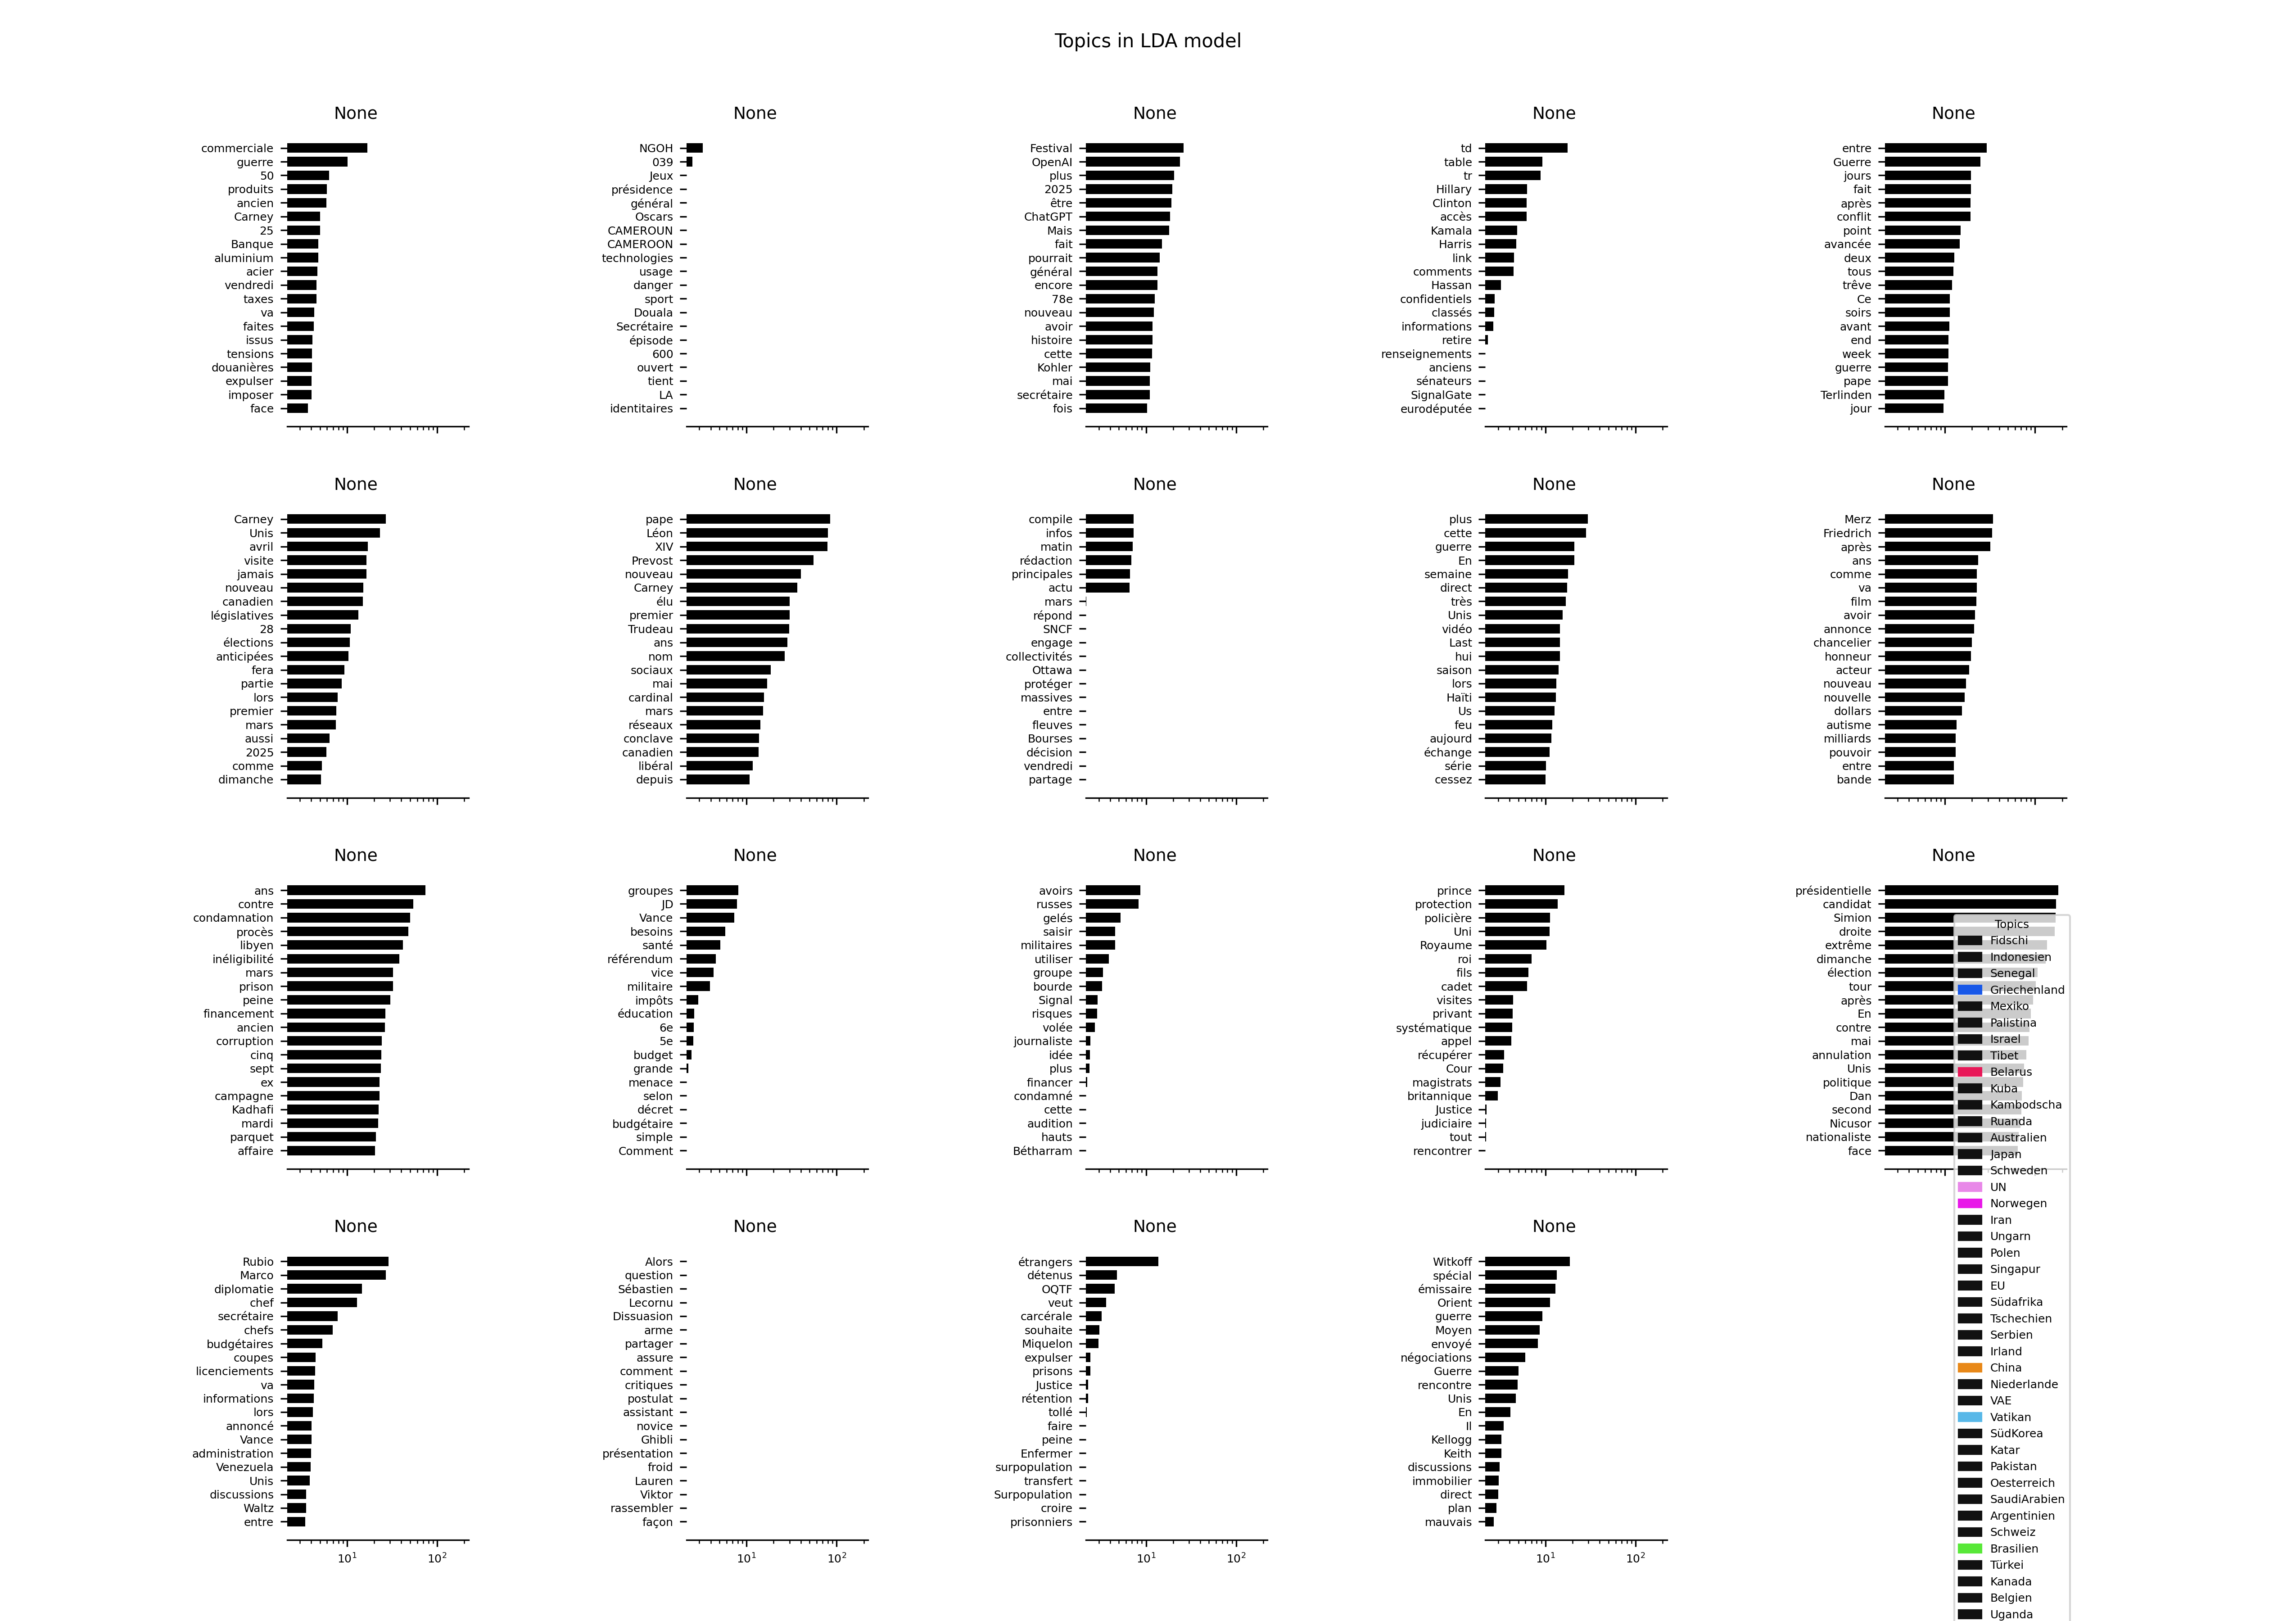 Topics in LDA model
None
commerciale
guerre
50
produits
ancien
Carney
25
Banque
aluminium
acier
vendredi
taxes
va
faites
issus
tensions
douanières
expulser
imposer
face
None
NGOH
039
Jeux
présidence
général
Oscars
CAMEROUN
CAMEROON
technologies
usage
danger
sport
Douala
Secrétaire
épisode
600
ouvert
tient
LA
identitaires
None
Festival
OpenAI
plus
2025
être
ChatGPT
Mais
fait
pourrait
général
encore
78e
nouveau
avoir
histoire
cette
Kohler
mai
secrétaire
fois
None
td
table
tr
Hillary
Clinton
accès
Kamala
Harris
link
comments
Hassan
confidentiels
classés
informations
retire
renseignements
anciens
sénateurs
SignalGate
eurodéputée
None
entre
Guerre
jours
fait
après
conflit
point
avancée
deux
tous
trêve
Ce
soirs
avant
end
week
guerre
pape
Terlinden
jour
None
Carney
Unis
avril
visite
jamais
nouveau
canadien
législatives
28
élections
anticipées
fera
partie
lors
premier
mars
aussi
2025
comme
dimanche
None
pape
Léon
XIV
Prevost
nouveau
Carney
élu
premier
Trudeau
ans
nom
sociaux
mai
cardinal
mars
réseaux
conclave
canadien
libéral
depuis
None
compile
infos
matin
rédaction
principales
actu
mars
répond
SNCF
engage
collectivités
Ottawa
protéger
massives
entre
fleuves
Bourses
décision
vendredi
partage
None
plus
cette
guerre
En
semaine
direct
très
Unis
vidéo
Last
hui
saison
lors
Haïti
Us
feu
aujourd
échange
série
cessez
None
Merz
Friedrich
après
ans
comme
va
film
avoir
annonce
chancelier
honneur
acteur
nouveau
nouvelle
dollars
autisme
milliards
pouvoir
entre
bande
None
ans
contre
condamnation
procès
libyen
inéligibilité
mars
prison
peine
financement
ancien
corruption
cinq
sept
ex
campagne
Kadhafi
mardi
parquet
affaire
None
groupes
JD
Vance
besoins
santé
référendum
vice
militaire
impôts
éducation
6e
5e
budget
grande
menace
selon
décret
budgétaire
simple
Comment
None
avoirs
russes
gelés
saisir
militaires
utiliser
groupe
bourde
Signal
risques
volée
journaliste
idée
plus
financer
condamné
cette
audition
hauts
Bétharram
None
prince
protection
policière
Uni
Royaume
roi
fils
cadet
visites
privant
systématique
appel
récupérer
Cour
magistrats
britannique
Justice
judiciaire
tout
rencontrer
None
présidentielle
candidat
Simion
droite
extrême
dimanche
élection
tour
après
En
contre
mai
annulation
Unis
politique
Dan
second
Nicusor
nationaliste
face
None
Rubio
Marco
diplomatie
chef
secrétaire
chefs
budgétaires
coupes
licenciements
va
informations
lors
annoncé
Vance
administration
Venezuela
Unis
discussions
Waltz
entre
10¹ 10²
None
Alors
question
Sébastien
Lecornu
Dissuasion
arme
partager
assure
comment
critiques
postulat
assistant
novice
Ghibli
présentation
froid
Lauren
Viktor
rassembler
façon
10¹ 10²
None
étrangers
détenus
OQTF
veut
carcérale
souhaite
Miquelon
expulser
prisons
Justice
rétention
tollé
faire
peine
Enfermer
surpopulation
transfert
Surpopulation
croire
prisonniers
10¹ 10²
None
Witkoff
spécial
émissaire
Orient
guerre
Moyen
envoyé
négociations
Guerre
rencontre
Unis
En
Il
Kellogg
Keith
discussions
immobilier
direct
plan
mauvais
10¹ 10²
Topics
Fidschi
Indonesien
Senegal
Griechenland
Mexiko
Palistina
Israel
Tibet
Belarus
Kuba
Kambodscha
Ruanda
Australien
Japan
Schweden
UN
Norwegen
Iran
Ungarn
Polen
Singapur
EU
Südafrika
Tschechien
Serbien
Irland
China
Niederlande
VAE
Vatikan
SüdKorea
Katar
Pakistan
Oesterreich
SaudiArabien
Argentinien
Schweiz
Brasilien
Türkei
Kanada
Belgien
Uganda